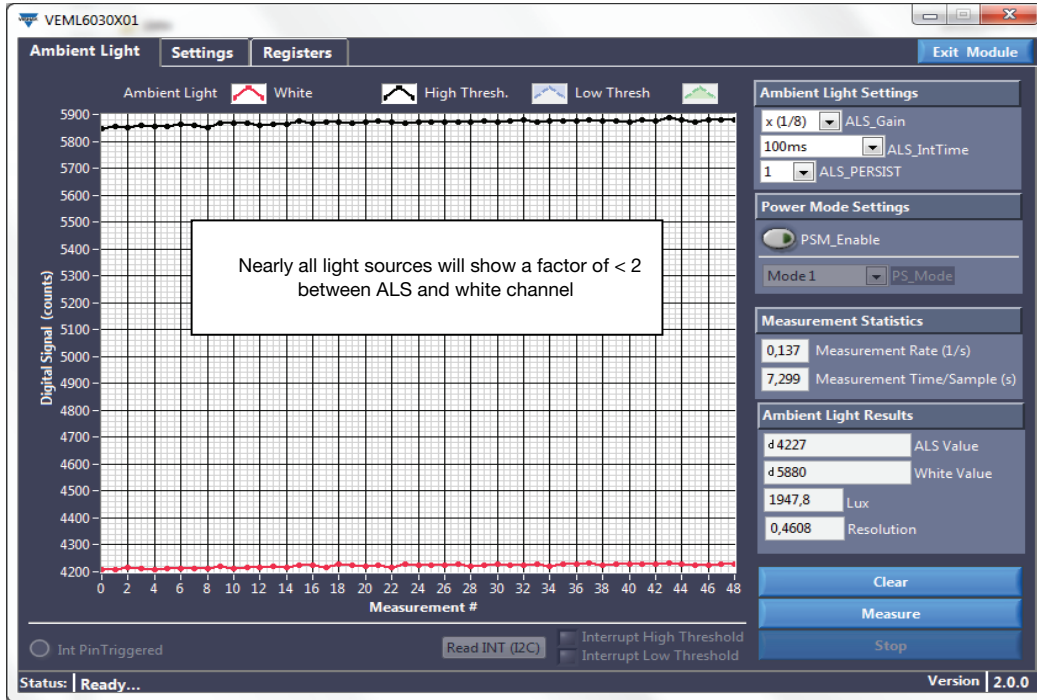 VEML6030X01
Ambient Light Settings Registers Exit Module
Ambient Light White High Thresh. Low Thresh
5900
5800
5700
5600
5500
5400
5300
5200
5100
5000
4900
4800
4700
4600
4500
4400
4300
4200
Digital Signal (counts)
Nearly all light sources will show a factor of < 2
between ALS and white channel
0 2 4 6 8 10 12 14 16 18 20 22 24 26 28 30 32 34 36 38 40 42 44 46 48
Measurement #
Ambient Light Settings
x (1/8) ALS_Gain
100ms ALS_IntTime
1 ALS_PERSIST
Power Mode Settings
PSM_Enable
Mode 1 PS_Mode
Measurement Statistics
0,137 Measurement Rate (1/s)
7,299 Measurement Time/Sample (s)
Ambient Light Results
d 4227 ALS Value
d 5880 White Value
1947,8 Lux
0,4608 Resolution
Clear
Measure
Stop
Int PinTriggered
Read INT (I2C)
Interrupt High Threshold
Interrupt Low Threshold
Status: Ready... Version 2.0.0